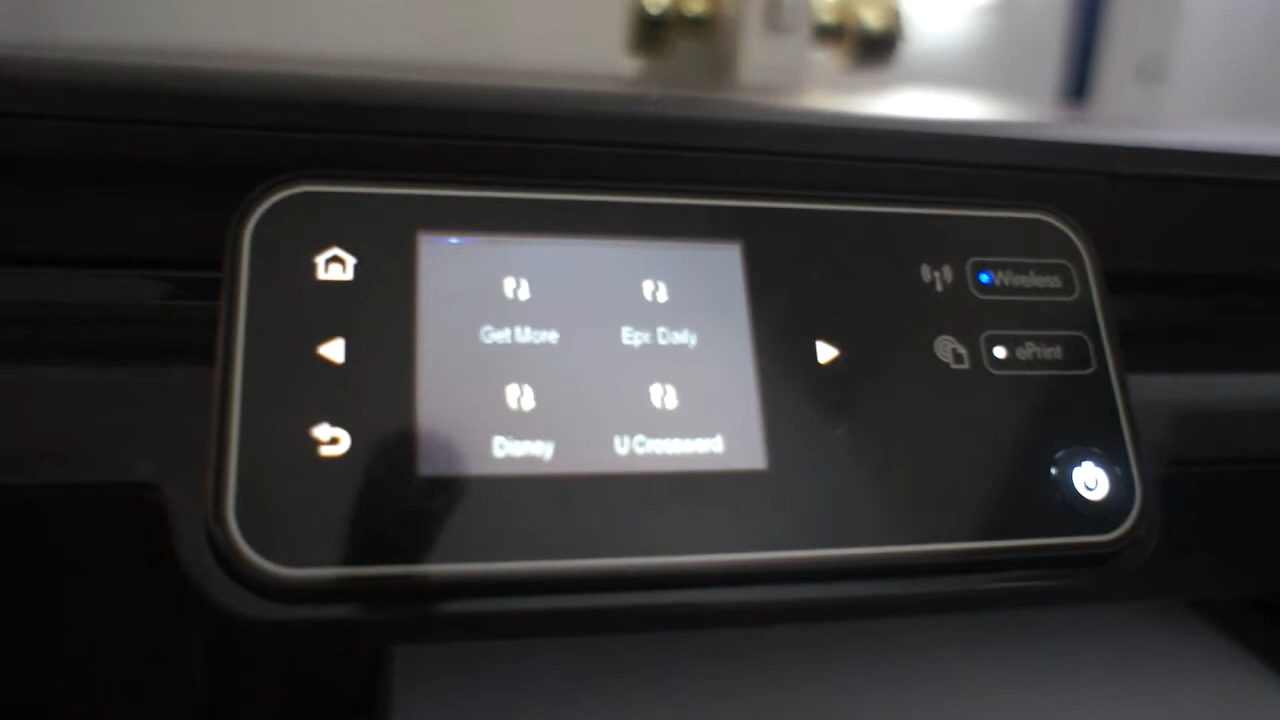 Get More
Epic Daily
Disney
U Crossword
Wireless
ePrint